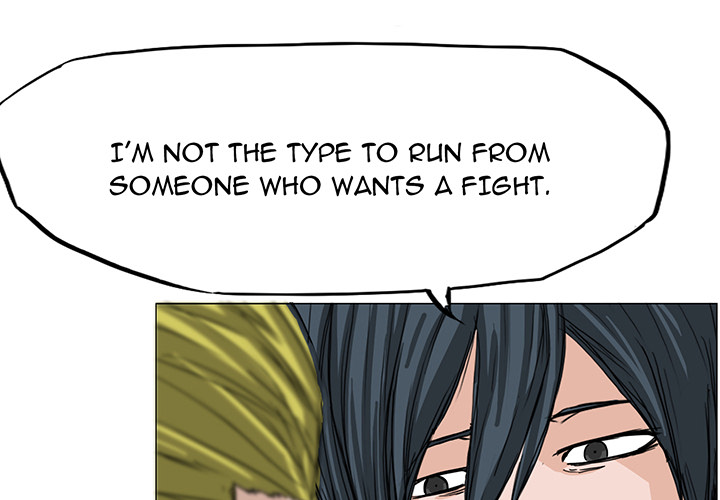 I'M NOT THE TYPE TO RUN FROM
SOMEONE WHO WANTS A FIGHT.